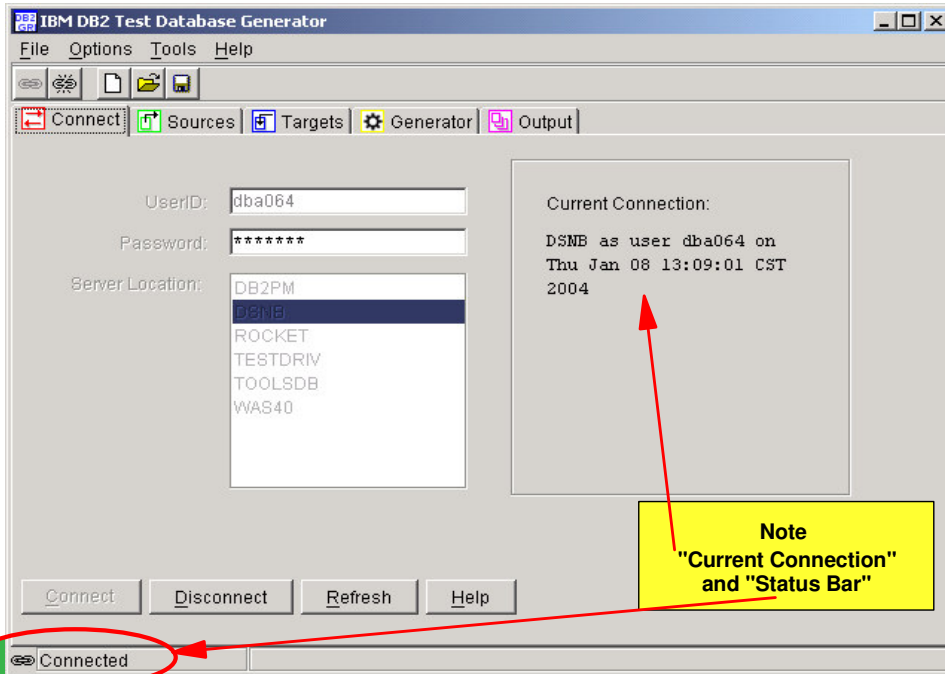 DB2
GR
IBM DB2 Test Database Generator
File Options Tools Help
Connect Sources Targets Generator Output
UserID: dba064
Password: *******
Server Location:
DB2PM
DSNB
ROCKET
TESTDRIV
TOOLSDB
WAS40
Current Connection:
DSNB as user dba064 on
Thu Jan 08 13:09:01 CST
2004
Note
"Current Connection"
and "Status Bar"
Connect Disconnect Refresh Help
Connected